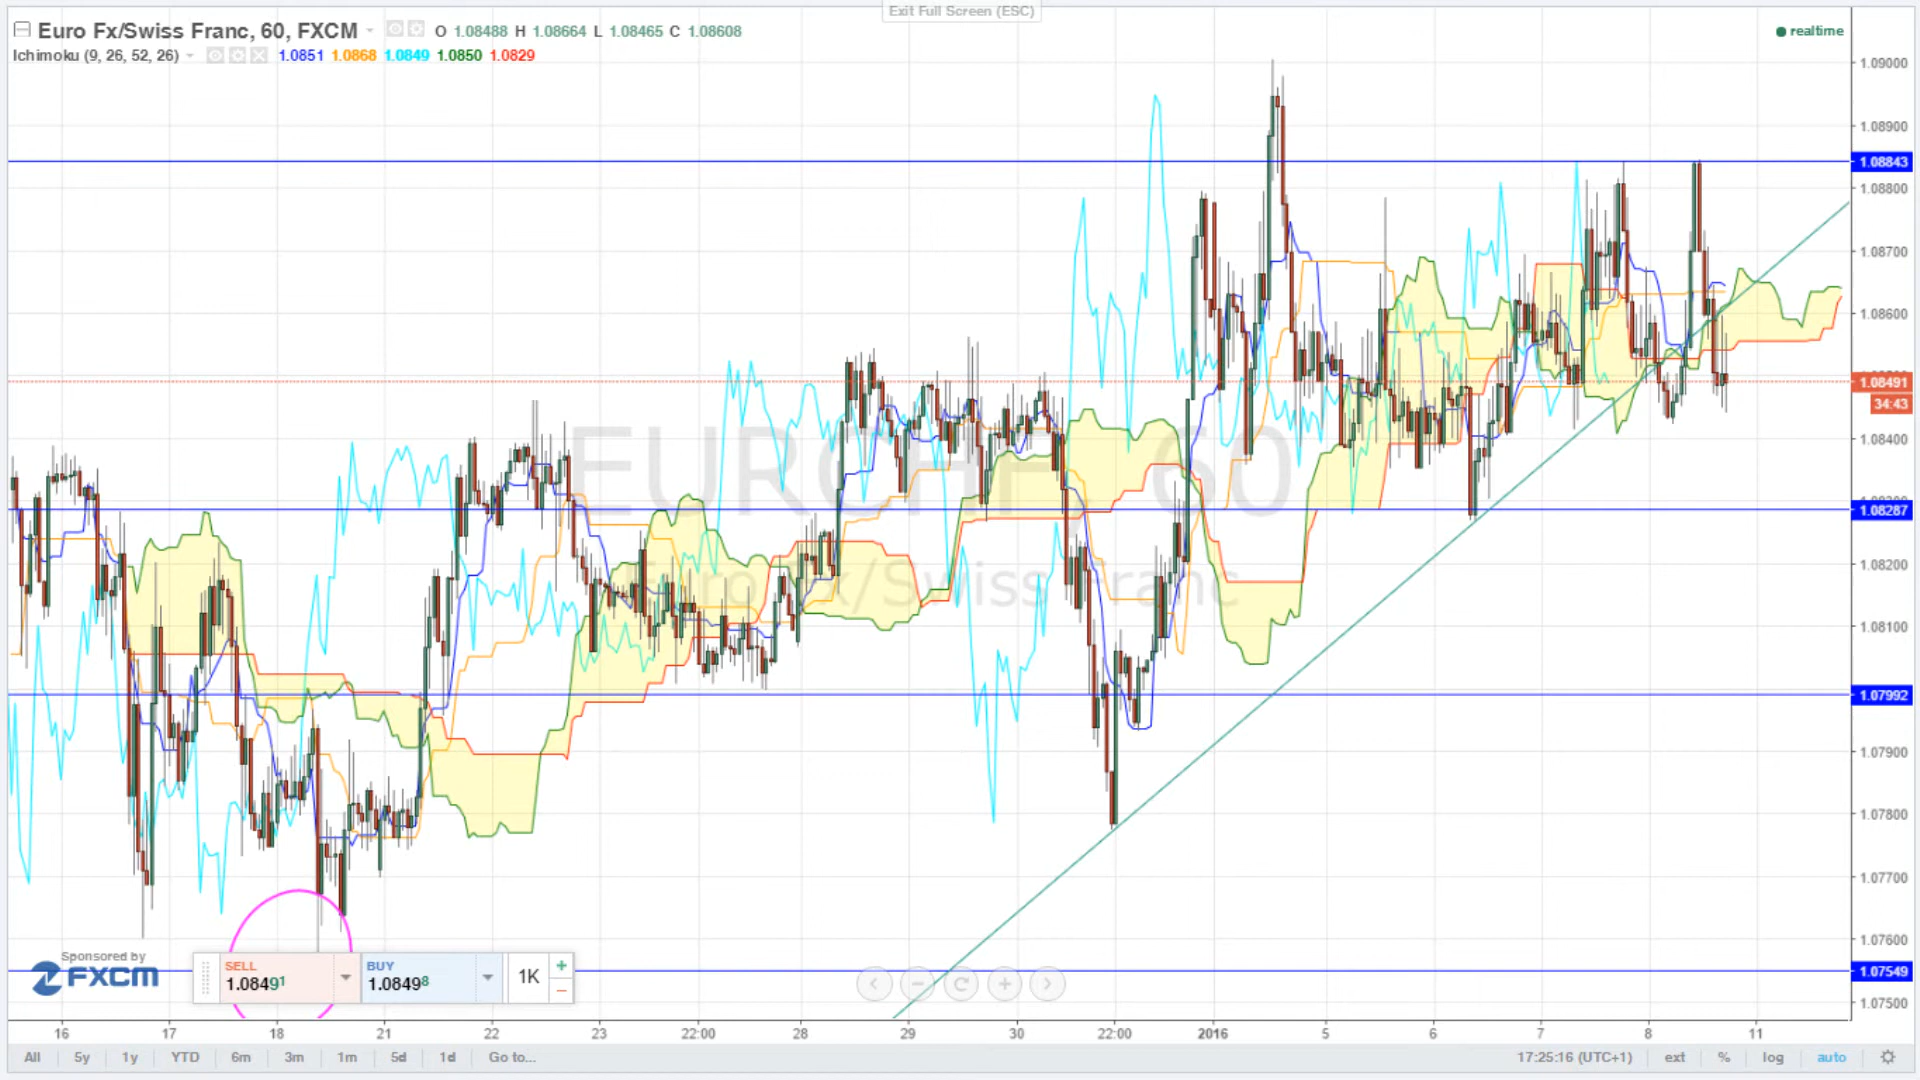 Exit Full Screen (ESC)
Euro Fx/Swiss Franc, 60, FXCM O 1.08488 H 1.08664 L 1.08465 C 1.08608
realtime
Ichimoku (9, 26, 52, 26) 1.0851 1.0868 1.0849 1.0850 1.0829
1.09000
1.08900
1.08843
1.08800
1.08700
1.08600
1.08491
34:43
1.08400
EURCHF 60
1.08287
1.08200
Euro Fx/Swiss Franc
1.08100
1.07992
1.07900
1.07800
1.07700
1.07600
1.07549
1.07500
Sponsored by
FXCM
SELL
1.08491
BUY
1.08498
1K
16 17 18 21 22 23 22:00 28 29 30 22:00 2016 5 6 7 8 11
All 5y 1y YTD 6m 3m 1m 5d 1d Go to... 17:25:16 (UTC+1) ext % log auto